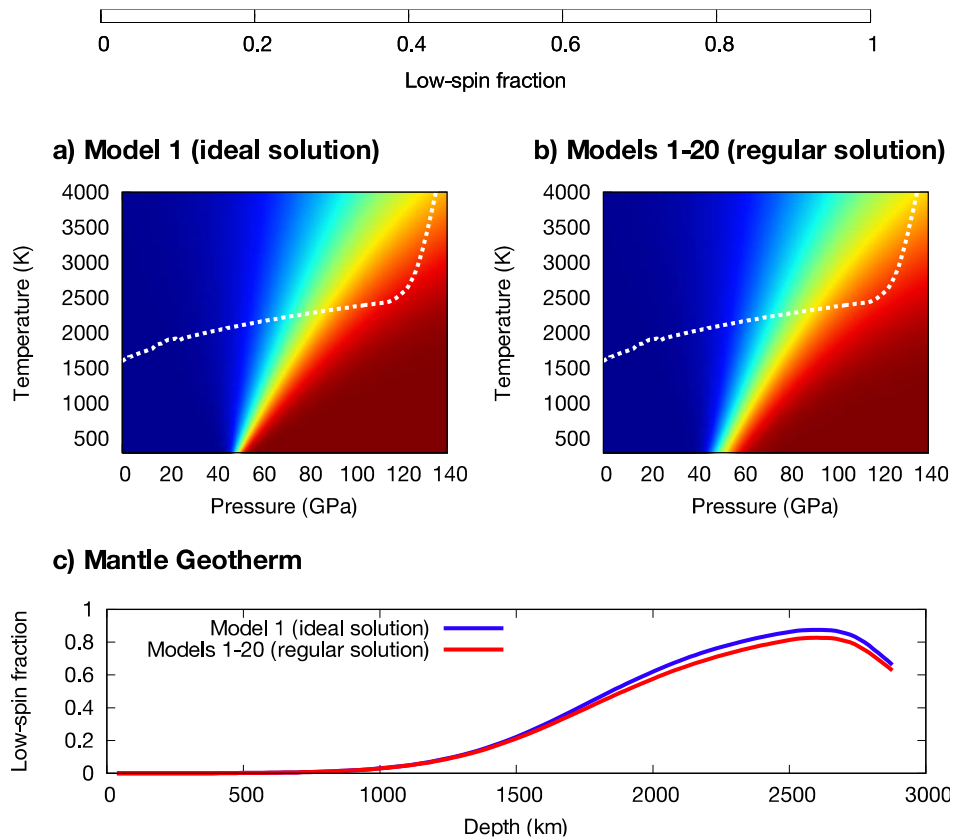 0 0.2 0.4 0.6 0.8 1
Low-spin fraction
a) Model 1 (ideal solution)
b) Models 1-20 (regular solution)
4000
3500
3000
2500
2000
1500
1000
500
Temperature (K)
0 20 40 60 80 100 120 140
Pressure (GPa)
4000
3500
3000
2500
2000
1500
1000
500
Temperature (K)
0 20 40 60 80 100 120 140
Pressure (GPa)
c) Mantle Geotherm
1
0.8
0.6
0.4
0.2
0
Low-spin fraction
Model 1 (ideal solution)
Models 1-20 (regular solution)
0 500 1000 1500 2000 2500 3000
Depth (km)